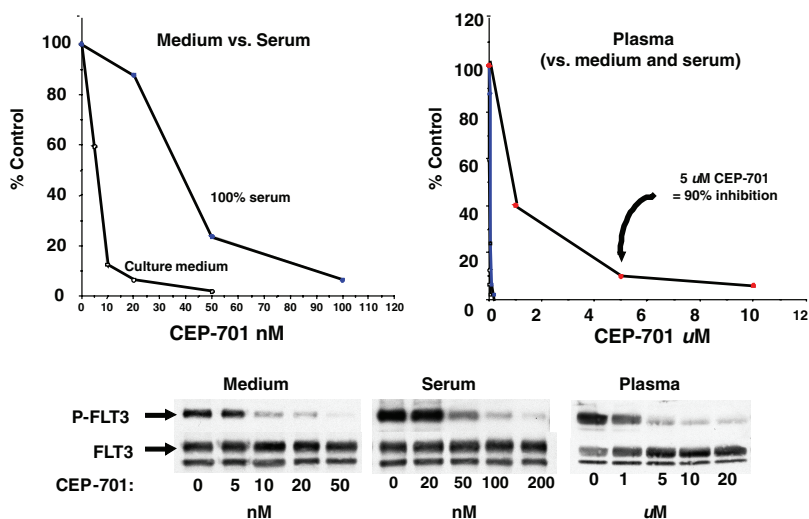 Medium vs. Serum
% Control
100
80
60
40
20
0
100% serum
Culture medium
0 10 20 30 40 50 60 70 80 90 100 110 120
CEP-701 nM
Plasma
(vs. medium and serum)
% Control
120
100
80
60
40
20
0
5 uM CEP-701
= 90% inhibition
0 2 4 6 8 10 12
CEP-701 uM
Medium Serum Plasma
P-FLT3
FLT3
CEP-701: 0 5 10 20 50 0 20 50 100 200 0 1 5 10 20
nM nM uM